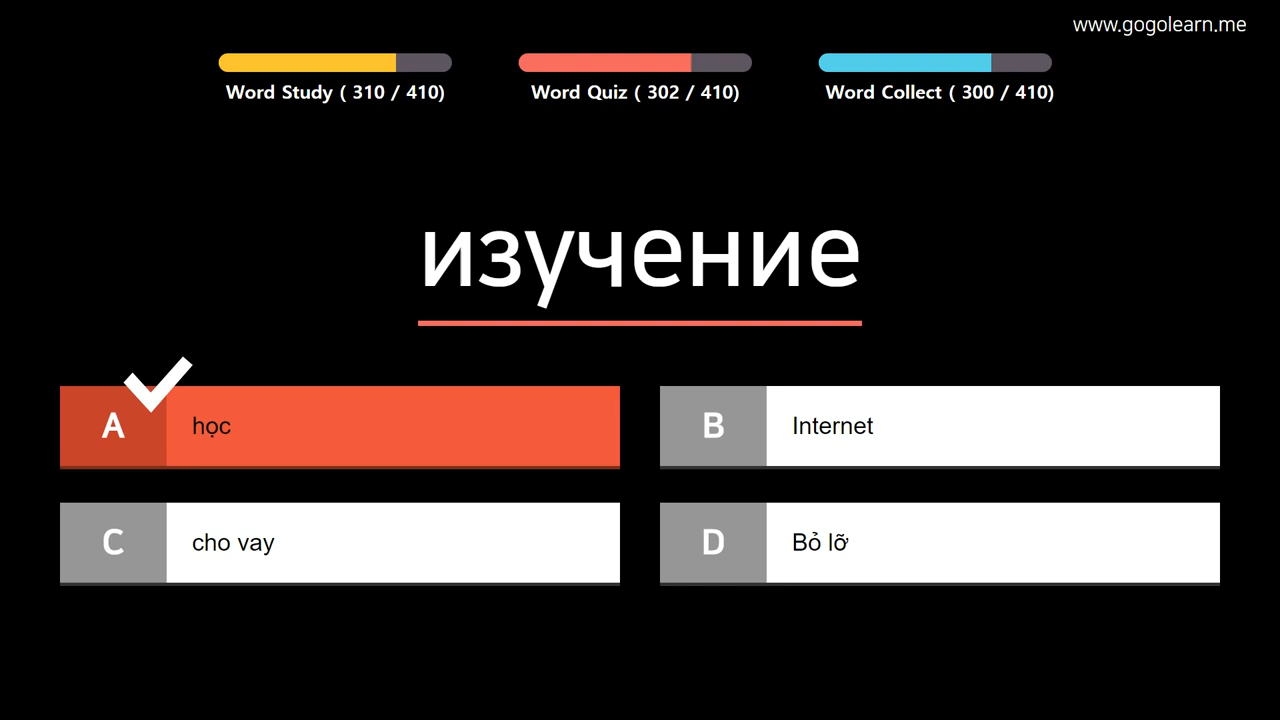 www.gogolearn.me
Word Study ( 310 / 410)
Word Quiz ( 302 / 410)
Word Collect ( 300 / 410)
изучение
A học
B Internet
C cho vay
D Bỏ lỡ